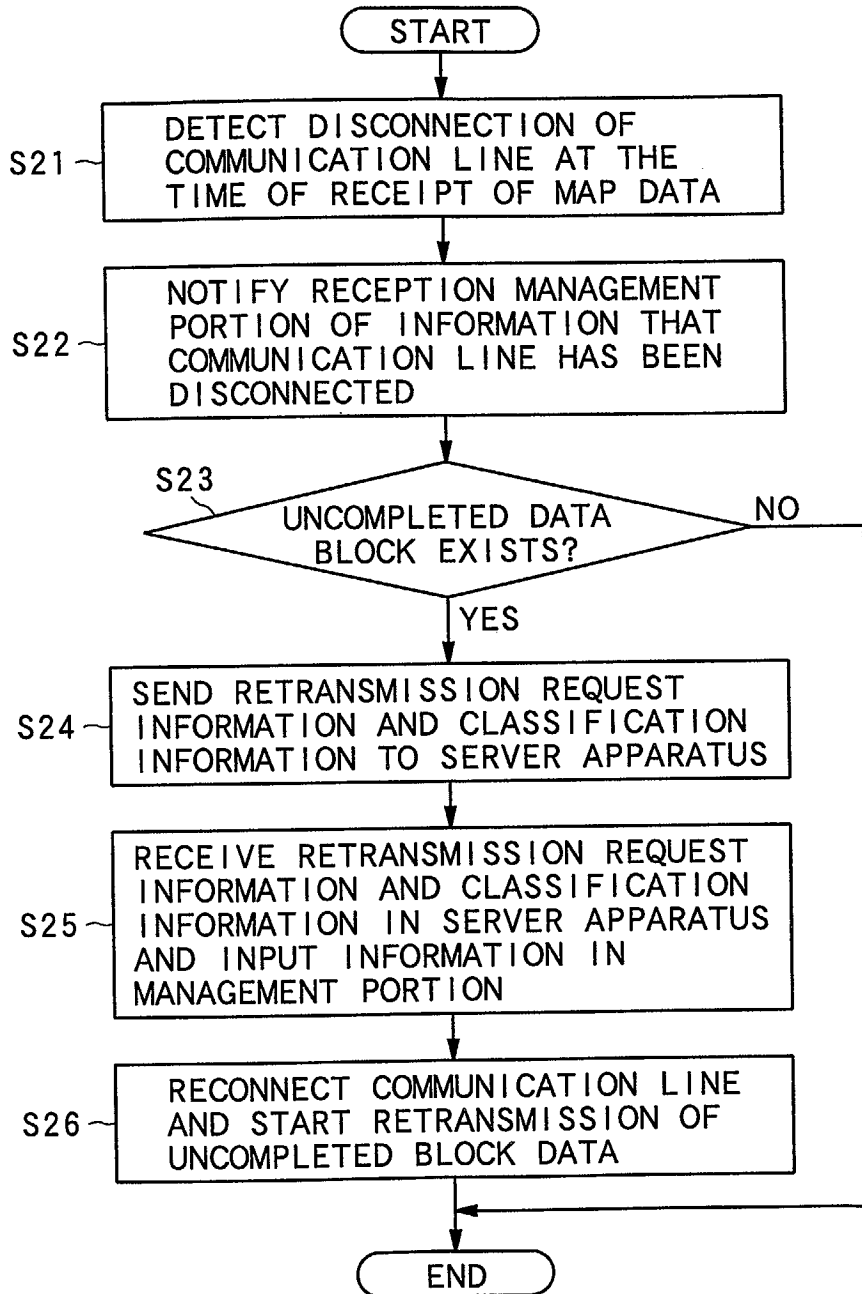 START
S21
DETECT DISCONNECTION OF
COMMUNICATION LINE AT THE
TIME OF RECEIPT OF MAP DATA
S22
NOTIFY RECEPTION MANAGEMENT
PORTION OF INFORMATION THAT
COMMUNICATION LINE HAS BEEN
DISCONNECTED
S23
UNCOMPLETED DATA
BLOCK EXISTS?
NO
YES
S24
SEND RETRANSMISSION REQUEST
INFORMATION AND CLASSIFICATION
INFORMATION TO SERVER APPARATUS
S25
RECEIVE RETRANSMISSION REQUEST
INFORMATION AND CLASSIFICATION
INFORMATION IN SERVER APPARATUS
AND INPUT INFORMATION IN
MANAGEMENT PORTION
S26
RECONNECT COMMUNICATION LINE
AND START RETRANSMISSION OF
UNCOMPLETED BLOCK DATA
END